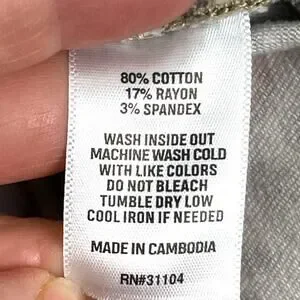 80% COTTON
17% RAYON
3% SPANDEX
WASH INSIDE OUT
MACHINE WASH COLD
WITH LIKE COLORS
DO NOT BLEACH
TUMBLE DRY LOW
COOL IRON IF NEEDED
MADE IN CAMBODIA
RN#31104